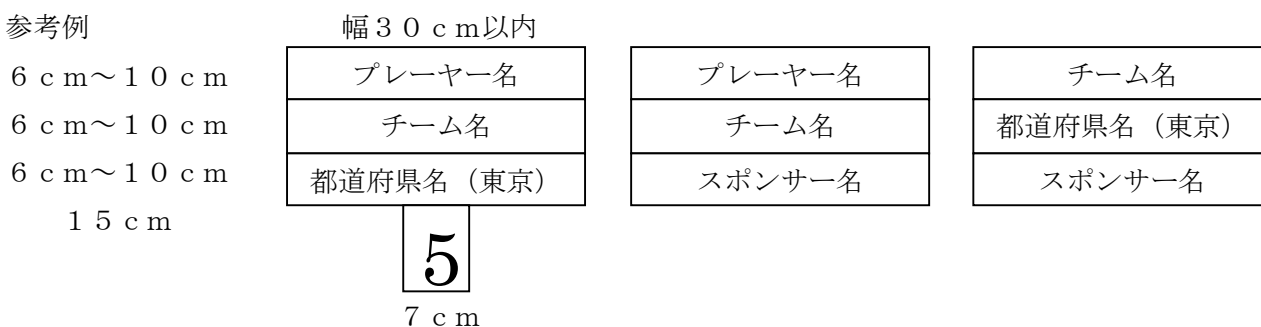 参考例 幅３０ｃｍ以内
６ｃｍ～１０ｃｍ プレーヤー名 プレーヤー名 チーム名
６ｃｍ～１０ｃｍ チーム名 チーム名 都道府県名（東京）
６ｃｍ～１０ｃｍ 都道府県名（東京） スポンサー名 スポンサー名
１５ｃｍ 5
７ｃｍ